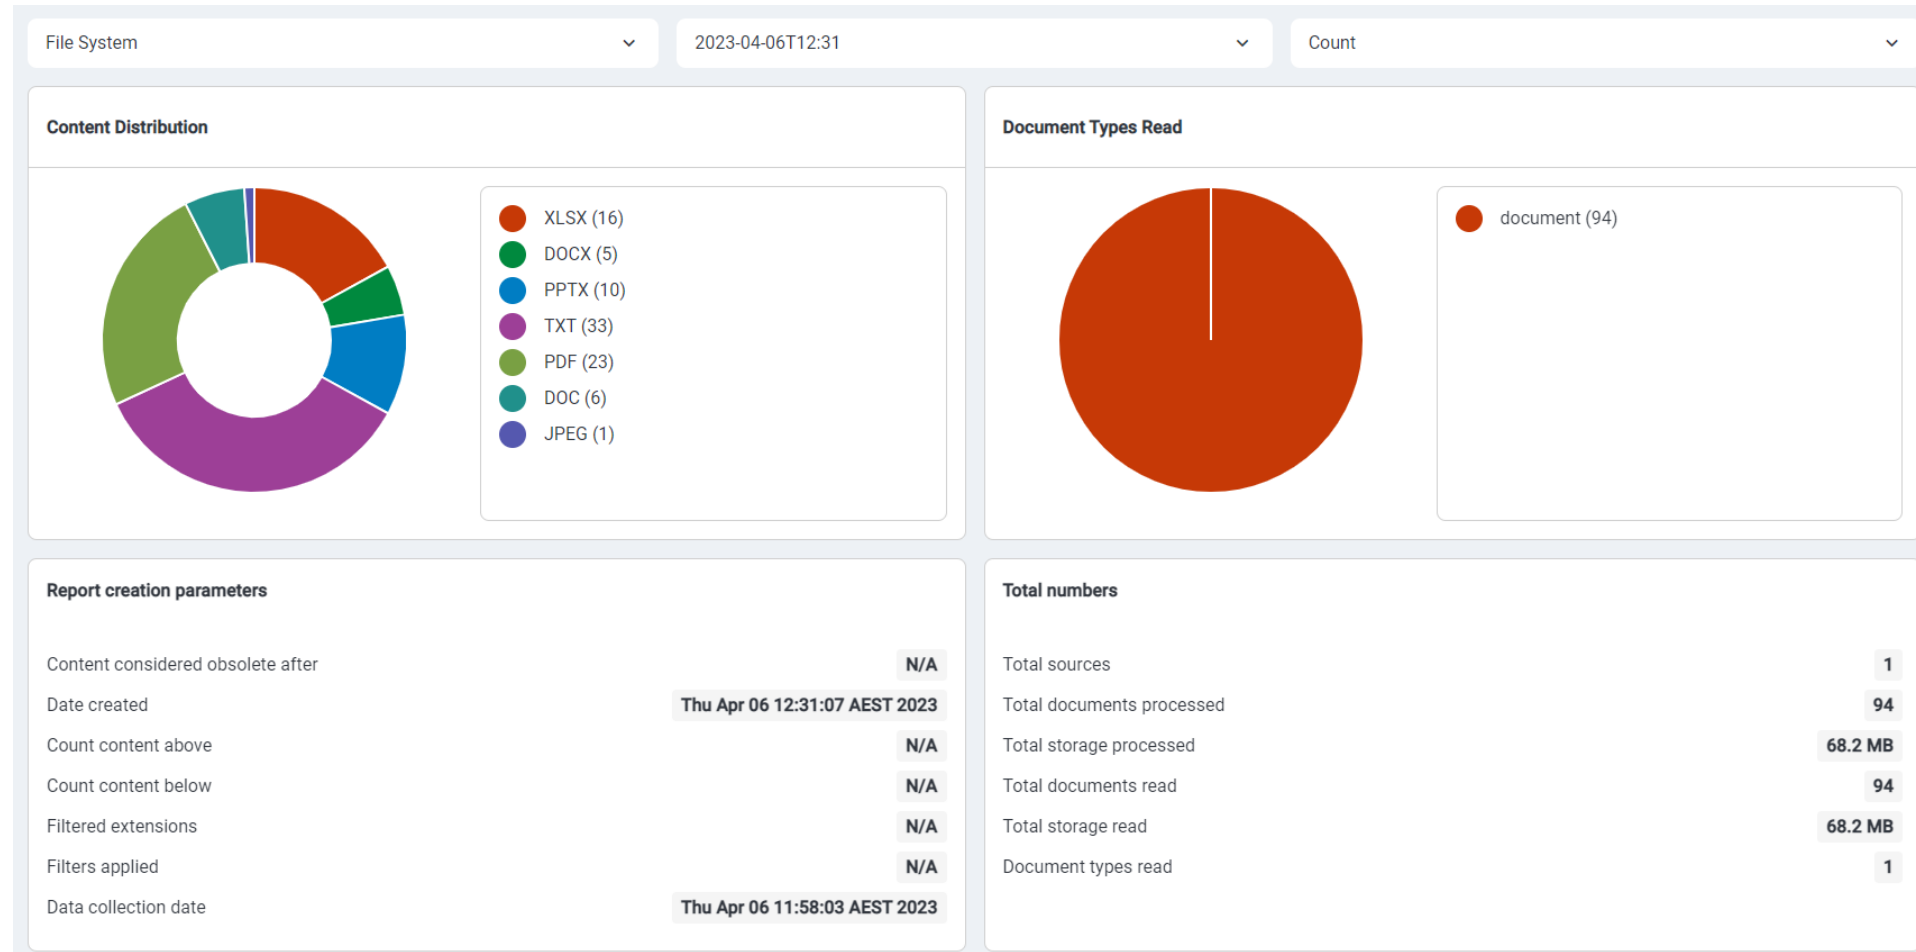 File System
2023-04-06T12:31
Count
Content Distribution
XLSX (16)
DOCX (5)
PPTX (10)
TXT (33)
PDF (23)
DOC (6)
JPEG (1)
Document Types Read
document (94)
Report creation parameters
Content considered obsolete after N/A
Date created Thu Apr 06 12:31:07 AEST 2023
Count content above N/A
Count content below N/A
Filtered extensions N/A
Filters applied N/A
Data collection date Thu Apr 06 11:58:03 AEST 2023
Total numbers
Total sources 1
Total documents processed 94
Total storage processed 68.2 MB
Total documents read 94
Total storage read 68.2 MB
Document types read 1